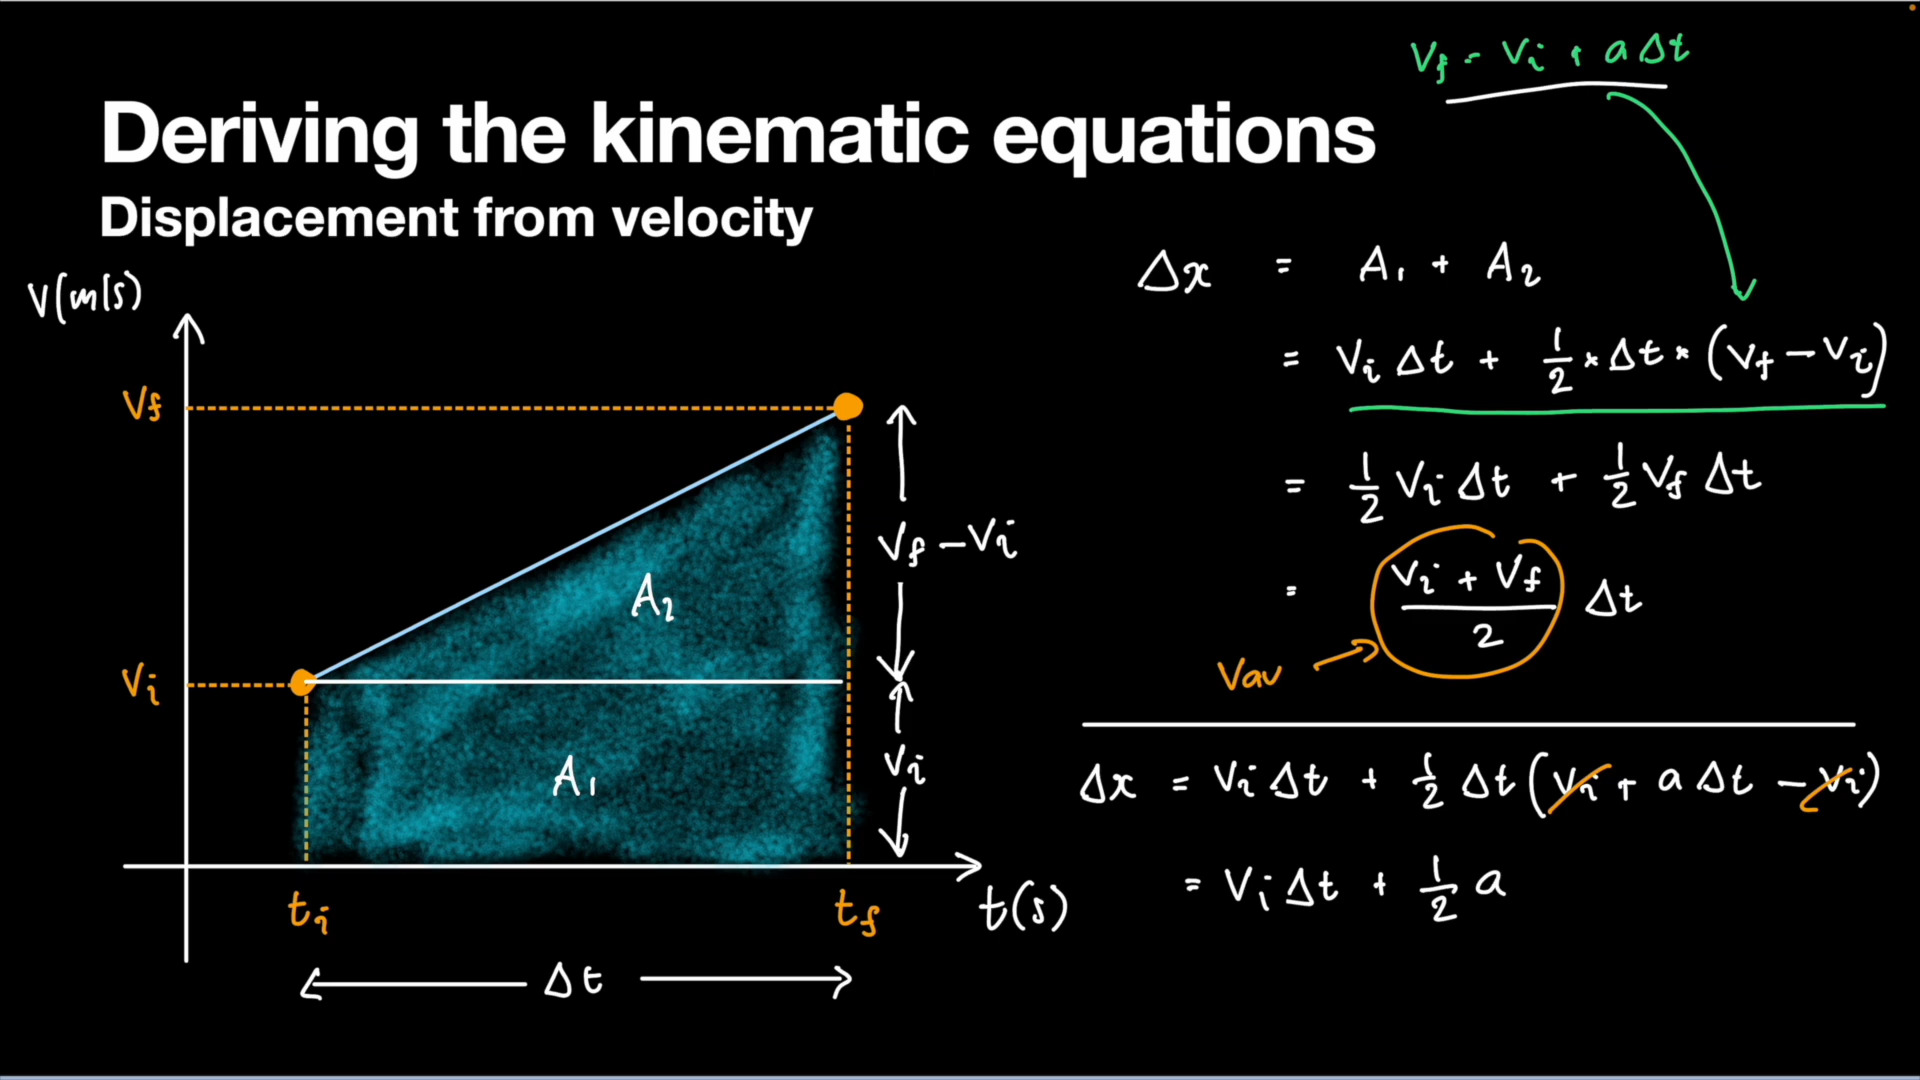 Vf = Vi + a Δt
Deriving the kinematic equations
Displacement from velocity
V(m/s)
Vf
Vi
A2
A1
Vf − Vi
Vi
ti
tf
t(s)
Δt
Δx = A1 + A2
= Vi Δt + 1/2 * Δt * (Vf − Vi)
= 1/2 Vi Δt + 1/2 Vf Δt
= (Vi + Vf)/2 Δt
Vav
Δx = Vi Δt + 1/2 Δt (Vi + a Δt − Vi)
= Vi Δt + 1/2 a